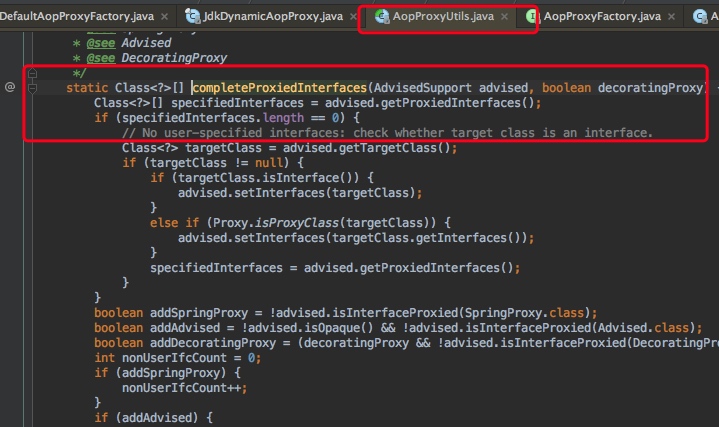 DefaultAopProxyFactory.java × JdkDynamicAopProxy.java × AopProxyUtils.java × AopProxyFactory.java ×
* @see Advised
* @see DecoratingProxy
*/
@ static Class<?>[] completeProxiedInterfaces(AdvisedSupport advised, boolean decoratingProxy) {
Class<?>[] specifiedInterfaces = advised.getProxiedInterfaces();
if (specifiedInterfaces.length == 0) {
// No user-specified interfaces: check whether target class is an interface.
Class<?> targetClass = advised.getTargetClass();
if (targetClass != null) {
if (targetClass.isInterface()) {
advised.setInterfaces(targetClass);
}
else if (Proxy.isProxyClass(targetClass)) {
advised.setInterfaces(targetClass.getInterfaces());
}
specifiedInterfaces = advised.getProxiedInterfaces();
}
}
boolean addSpringProxy = !advised.isInterfaceProxied(SpringProxy.class);
boolean addAdvised = !advised.isOpaque() && !advised.isInterfaceProxied(Advised.class);
boolean addDecoratingProxy = (decoratingProxy && !advised.isInterfaceProxied(DecoratingPro
int nonUserIfcCount = 0;
if (addSpringProxy) {
nonUserIfcCount++;
}
if (addAdvised) {